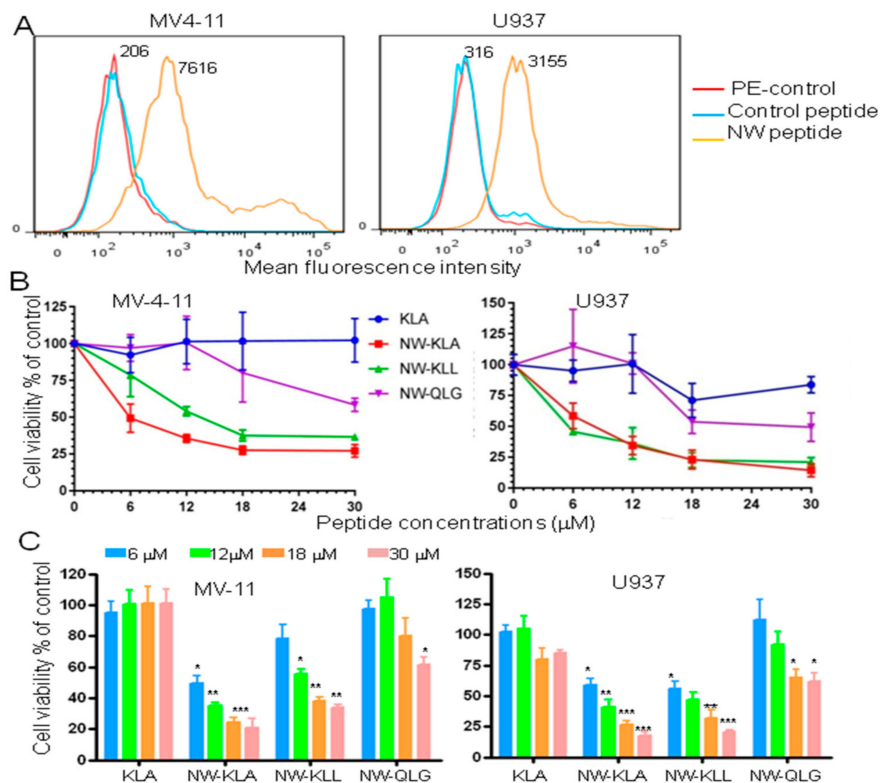 A
MV4-11
U937
206
7616
316
3155
PE-control
Control peptide
NW peptide
0
0 10² 10³ 10⁴ 10⁵
0
0 10² 10³ 10⁴ 10⁵
Mean fluorescence intensity
B
MV-4-11
U937
Cell viability % of control
125
100
75
50
25
0
0 6 12 18 24 30
KLA
NW-KLA
NW-KLL
NW-QLG
150
125
100
75
50
25
0
0 6 12 18 24 30
Peptide concentrations (μM)
C
6 μM 12μM 18 μM 30 μM
MV-11
U937
Cell viability % of control
120
100
80
60
40
20
0
* ** *** * ** ** *
KLA NW-KLA NW-KLL NW-QLG
150
125
100
75
50
25
0
* ** *** *** * ** *** * *
KLA NW-KLA NW-KLL NW-QLG